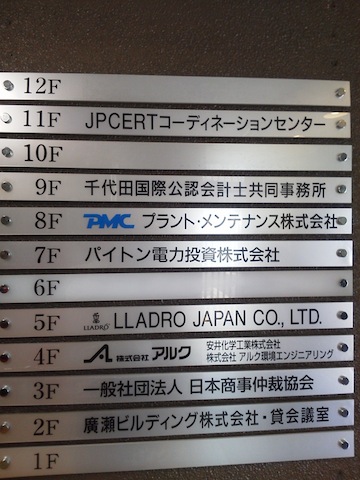 12F
11F JPCERTコーディネーションセンター
10F
9F 千代田国際公認会計士共同事務所
8F PMC プラント・メンテナンス株式会社
7F パイトン電力投資株式会社
6F
5F LLADRÓ LLADRO JAPAN CO., LTD.
4F 株式会社 アルク 安井化学工業株式会社
株式会社 アルク環境エンジニアリング
3F 一般社団法人 日本商事仲裁協会
2F 廣瀬ビルディング株式会社・貸会議室
1F